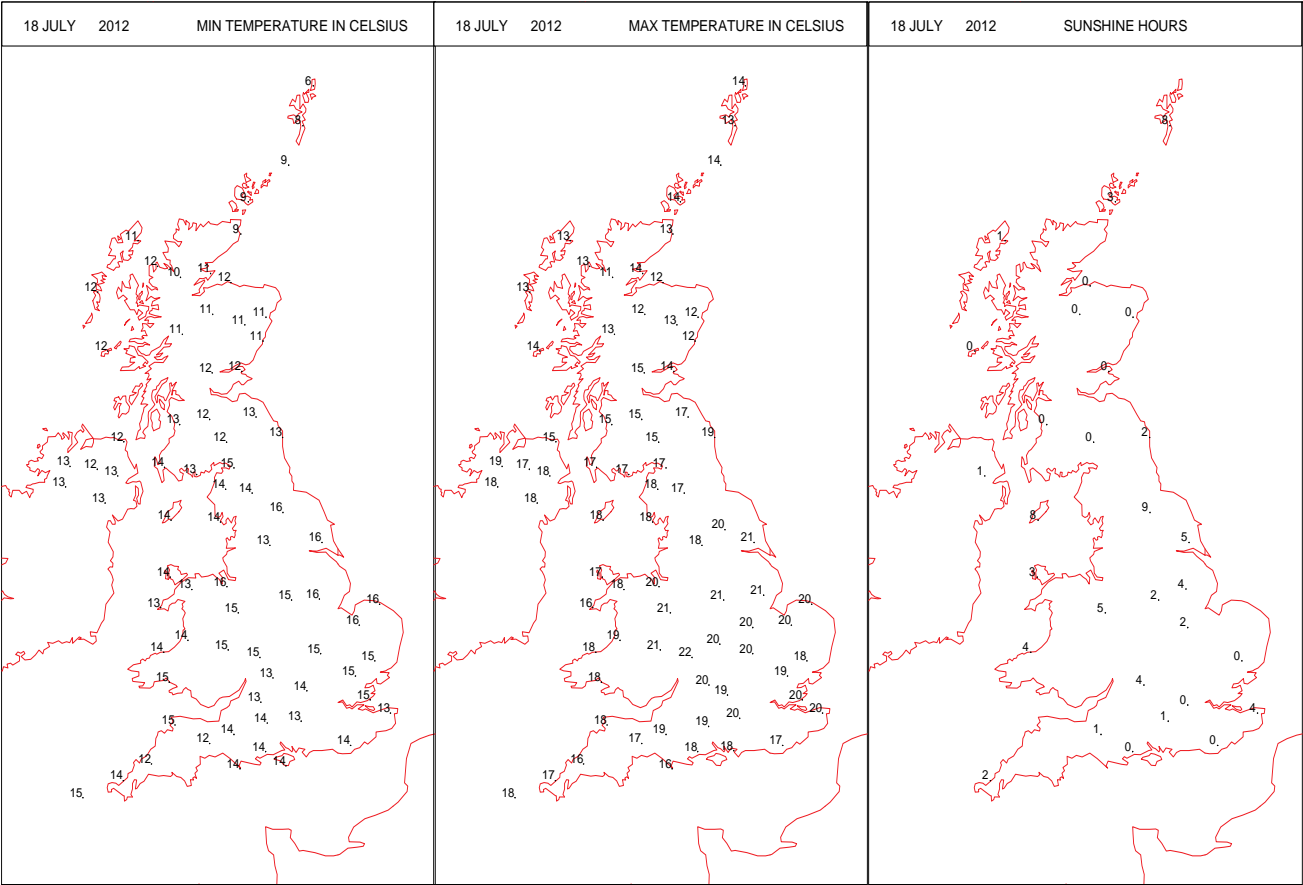 18 JULY 2012 MIN TEMPERATURE IN CELSIUS
6
8
9
9
9
11
12 10 11
12 12
11 11 11
11 11
12
12 12
13 12 13
12 12 13
13 12 13 14 13 15
13 14 14
13
14 14 16
13 16
14 13 16
13 15 15 16 16
16
14 14
15 15 15 15
15 13 15
13 14 15
13
15 14 13
12 14 14
14
12 14 14
14
15
18 JULY 2012 MAX TEMPERATURE IN CELSIUS
14
13
14
14
13
13
13 11 14
12 13
12 13 12
13 12
14
15 14
15 15 17
15 15 19
19 17 18 17 17 17
18 18 17
18
18 18 20
18 21
17 18 20
16 21 21 21 20
20 20
19 20
18 21 22 20 18
18 20 19
19 20
20
18 19 20
17 19 17
18 18
16 16
17
18
18 JULY 2012 SUNSHINE HOURS
8
3
1
0
0 0
0
0
0
0 2
1
8 9
5
3 4
5 2
2
4 0
4
0
1 4
1 0
0
2